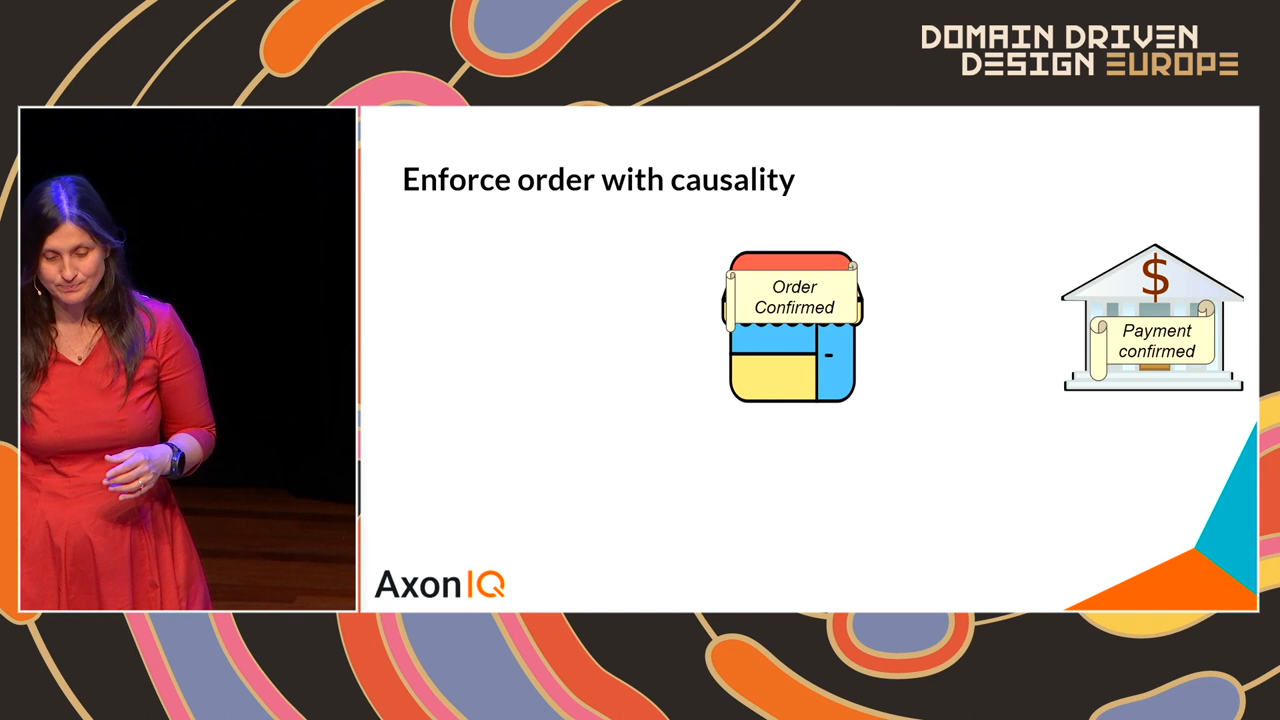 DOMAIN DRIVEN
DESIGN EUROPE
Enforce order with causality
Order
Confirmed
$
Payment
confirmed
AxonIQ